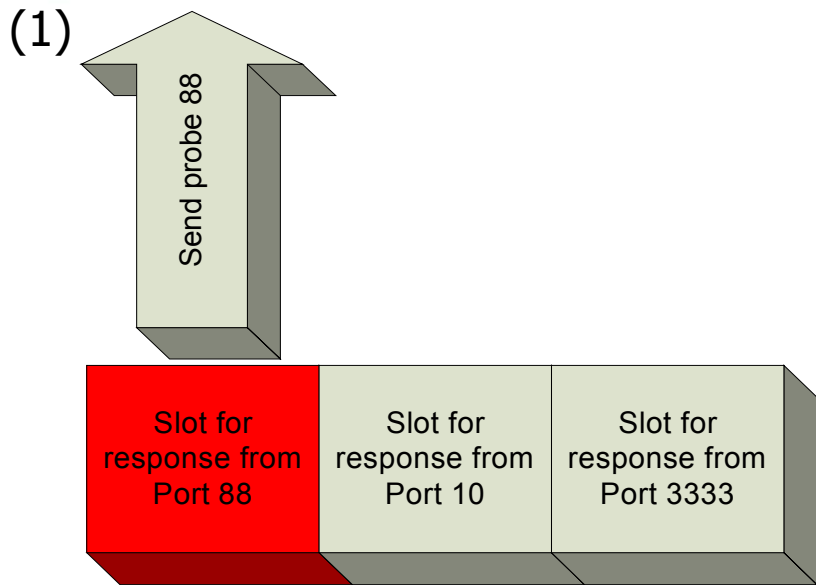 (1)
Send probe 88
Slot for
response from
Port 88
Slot for
response from
Port 10
Slot for
response from
Port 3333